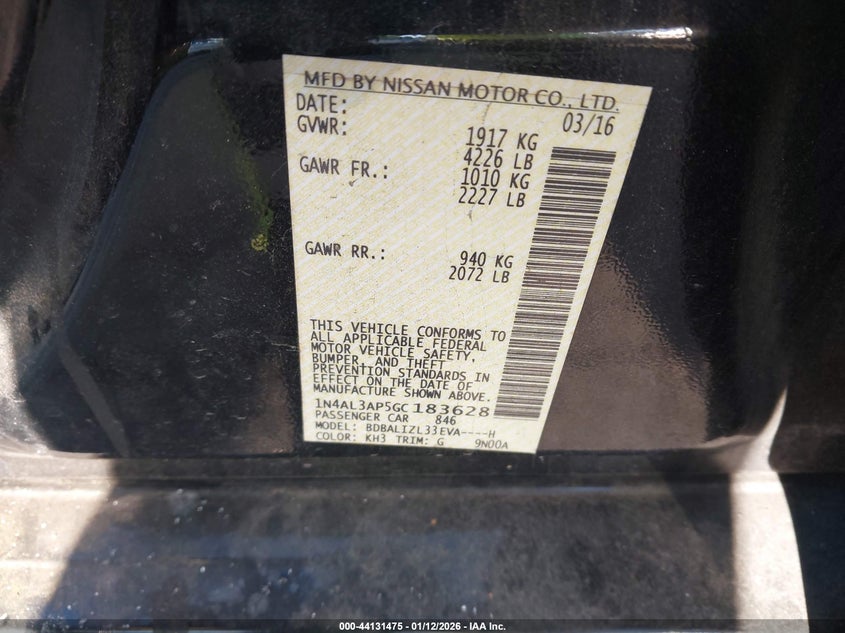 MFD BY NISSAN MOTOR CO., LTD.
DATE: 03/16
GVWR: 1917 KG
4226 LB
GAWR FR.: 1010 KG
2227 LB
GAWR RR.: 940 KG
2072 LB
THIS VEHICLE CONFORMS TO
ALL APPLICABLE FEDERAL
MOTOR VEHICLE SAFETY,
BUMPER, AND THEFT
PREVENTION STANDARDS IN
EFFECT ON THE DATE OF
MANUFACTURE SHOWN ABOVE.
1N4AL3AP5GC183628
PASSENGER CAR 846
MODEL: BDBALIZL33EVA----H
COLOR: KH3 TRIM: G 9N00A
000-44131475 - 01/12/2026 - IAA Inc.